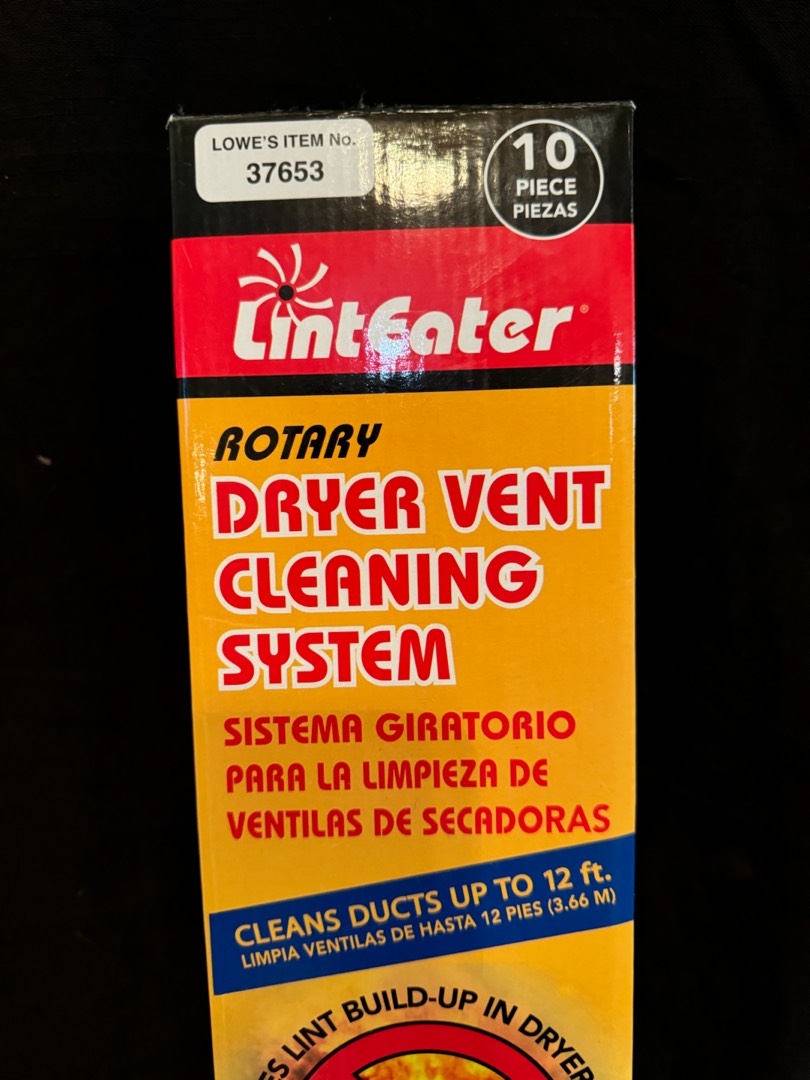 LOWE'S ITEM No.
37653
10
PIECE
PIEZAS
LintEater®
ROTARY
DRYER VENT
CLEANING
SYSTEM
SISTEMA GIRATORIO
PARA LA LIMPIEZA DE
VENTILAS DE SECADORAS
CLEANS DUCTS UP TO 12 ft.
LIMPIA VENTILAS DE HASTA 12 PIES (3.66 M)
LINT BUILD-UP IN DRYER